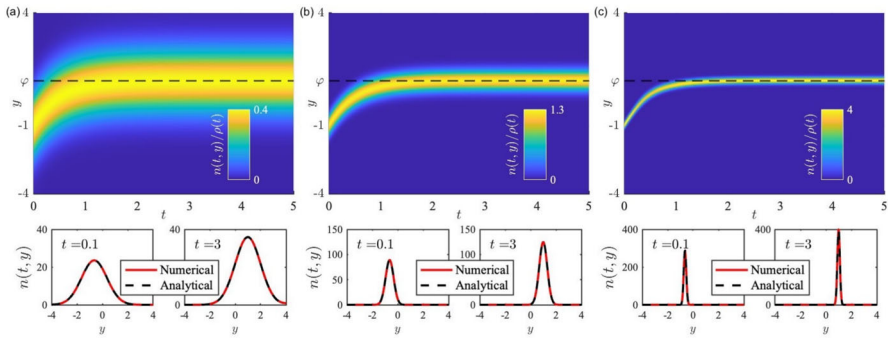 (a)
4
φ
y
-1
-4
0
1
2
3
4
5
t
n(t, y)/ρ(t)
0.4
0
(b)
4
φ
y
-1
-4
0
1
2
3
4
5
t
n(t, y)/ρ(t)
1.3
0
(c)
4
φ
y
-1
-4
0
1
2
3
4
5
t
n(t, y)/ρ(t)
4
0
n(t, y)
40
20
0
t =0.1
-4
-2
0
2
4
y
40
20
0
t =3
-4
-2
0
2
4
y
Numerical
Analytical
n(t, y)
150
100
50
0
t =0.1
-4
-2
0
2
4
y
150
100
50
0
t =3
-4
-2
0
2
4
y
Numerical
Analytical
n(t, y)
400
200
0
t =0.1
-4
-2
0
2
4
y
400
200
0
t =3
-4
-2
0
2
4
y
Numerical
Analytical